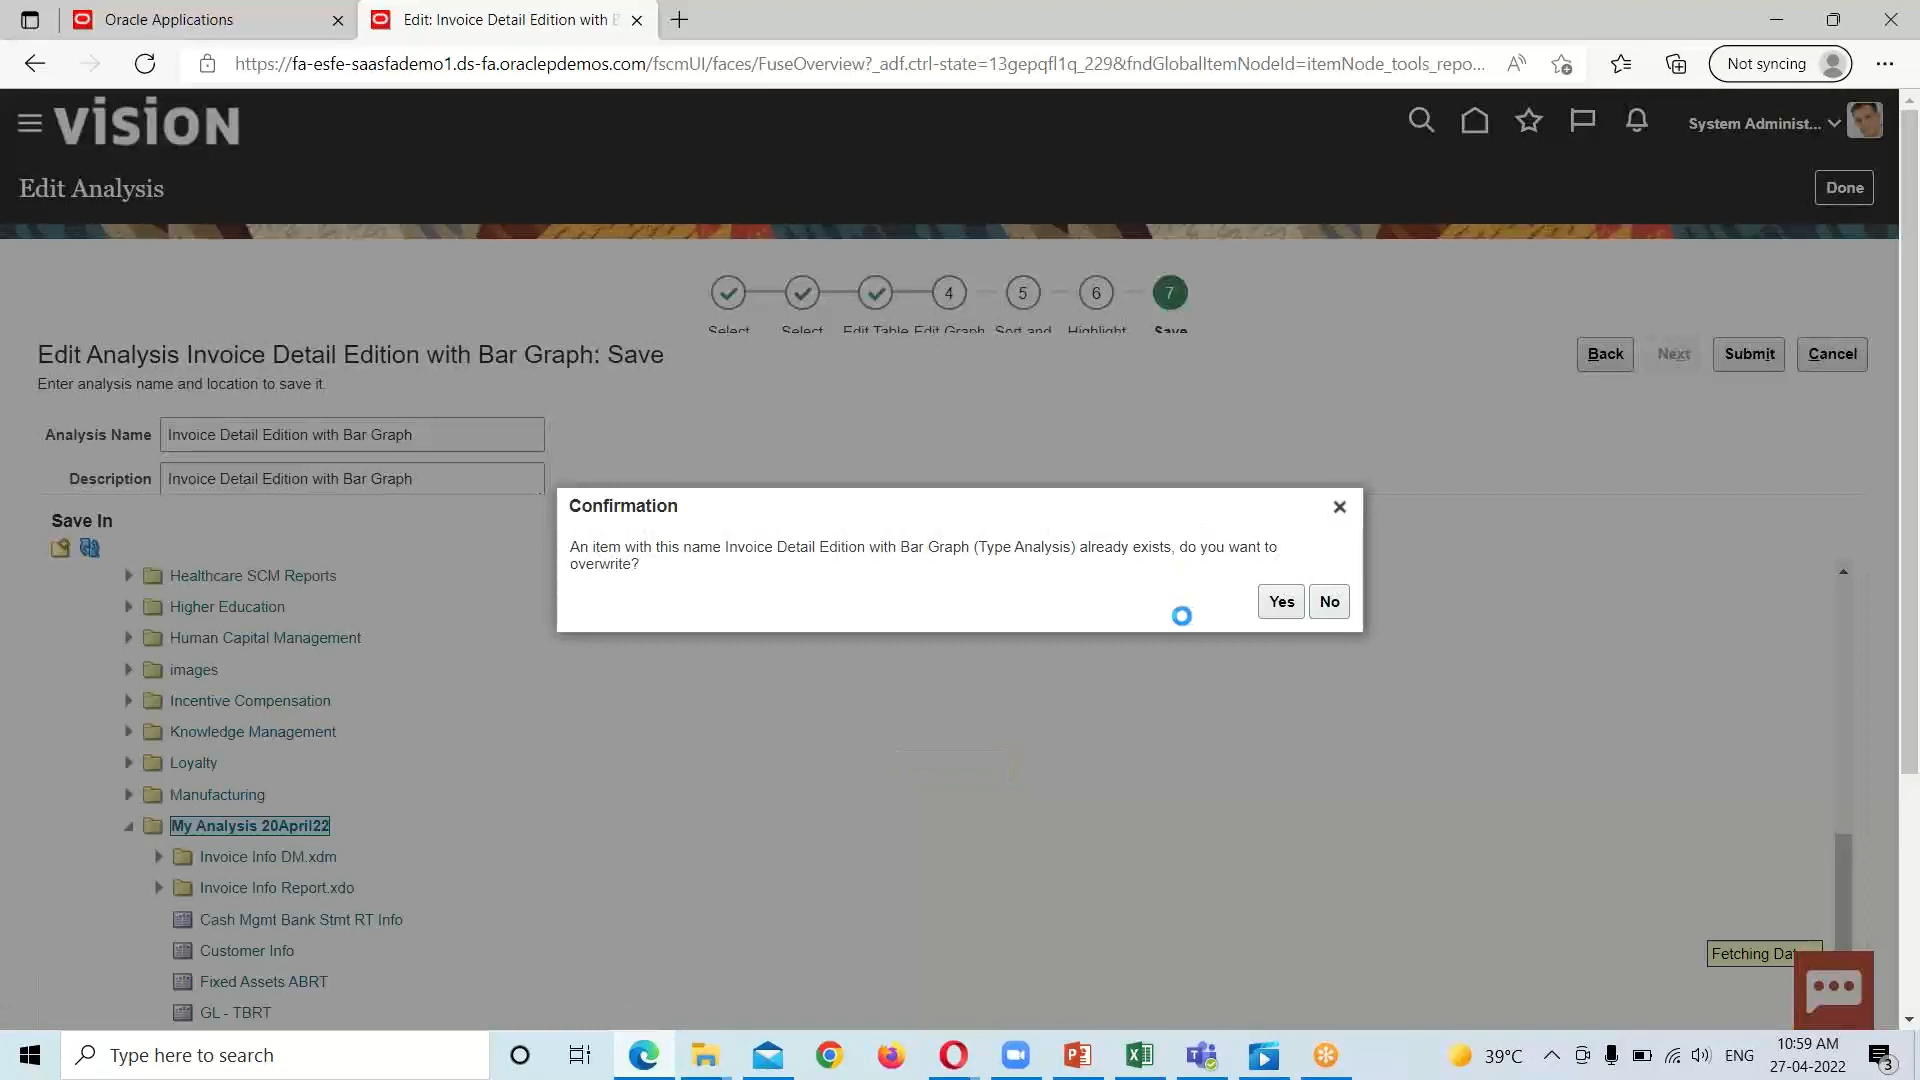 Oracle Applications
Edit: Invoice Detail Edition with B
https://fa-esfe-saasfademo1.ds-fa.oraclepdemos.com/fscmUI/faces/FuseOverview?_adf.ctrl-state=13gepqfl1q_229&fndGlobalItemNodeId=itemNode_tools_repo...
Not syncing
VISION
System Administ...
Edit Analysis
Done
4
5
6
7
Select
Select
Edit Table
Edit Graph
Sort and
Highlight
Save
Edit Analysis Invoice Detail Edition with Bar Graph: Save
Back
Next
Submit
Cancel
Enter analysis name and location to save it.
Analysis Name
Invoice Detail Edition with Bar Graph
Description
Invoice Detail Edition with Bar Graph
Confirmation
An item with this name Invoice Detail Edition with Bar Graph (Type Analysis) already exists, do you want to
overwrite?
Yes
No
Save In
Healthcare SCM Reports
Higher Education
Human Capital Management
images
Incentive Compensation
Knowledge Management
Loyalty
Manufacturing
My Analysis 20April22
Invoice Info DM.xdm
Invoice Info Report.xdo
Cash Mgmt Bank Stmt RT Info
Customer Info
Fixed Assets ABRT
GL - TBRT
Fetching Dat
Type here to search
39°C
ENG
10:59 AM
27-04-2022
3